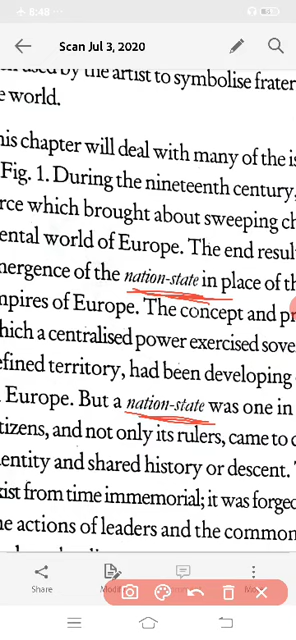 8:48
Scan Jul 3, 2020
used by the artist to symbolise frater
e world.
his chapter will deal with many of the is
Fig. 1. During the nineteenth century,
rce which brought about sweeping ch
ental world of Europe. The end resul
mergence of the nation-state in place of th
mpires of Europe. The concept and pr
hich a centralised power exercised sove
efined territory, had been developing
Europe. But a nation-state was one in
tizens, and not only its rulers, came to
entity and shared history or descent.
xist from time immemorial; it was forged
he actions of leaders and the common
Share